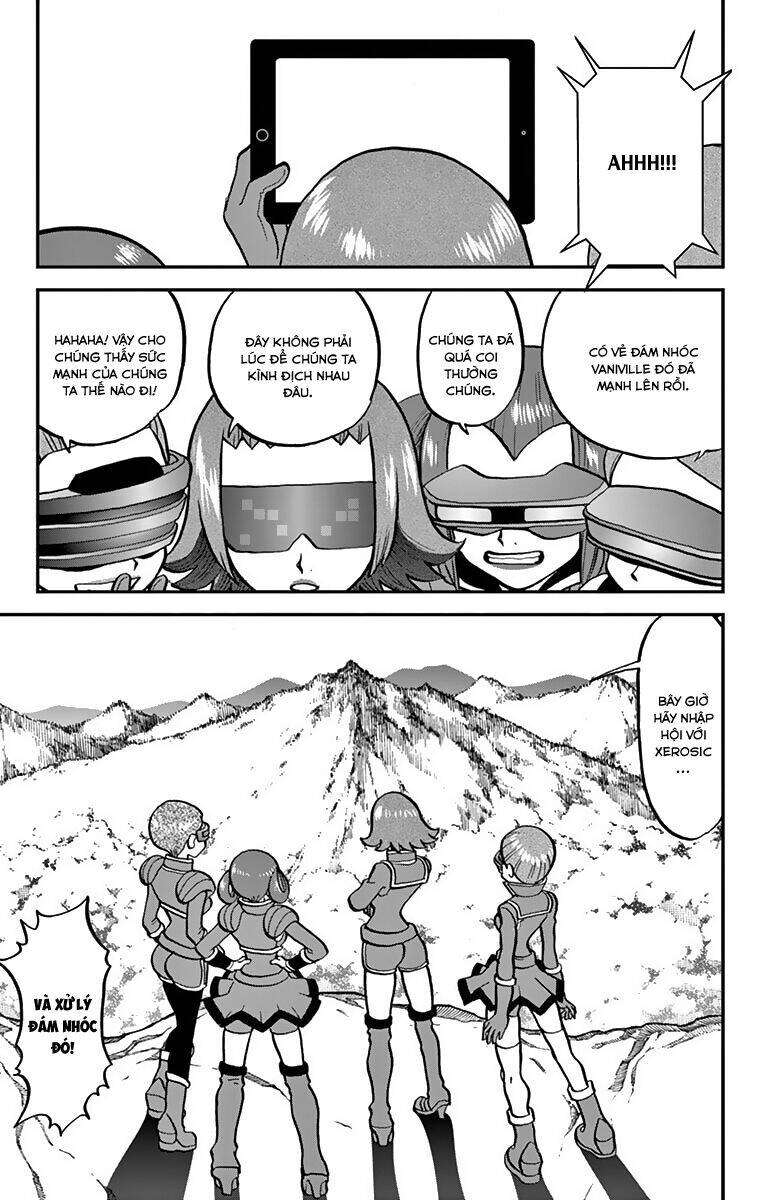 AHHH!!!
CÓ VẺ ĐÁM NHÓC
VANIVILLE ĐÓ ĐÃ
MẠNH LÊN RỒI.
CHÚNG TA ĐÃ
QUÁ COI
THƯỜNG
CHÚNG.
ĐÂY KHÔNG PHẢI
LÚC ĐỂ CHÚNG TA
KÌNH ĐỊCH NHAU
ĐÂU.
HAHAHA! VẬY CHO
CHÚNG THẤY SỨC
MẠNH CỦA CHÚNG
TA THẾ NÀO ĐI!
BÂY GIỜ
HÃY NHẬP
HỘI VỚI
XEROSIC
...
VÀ XỬ LÝ
ĐÁM NHÓC
ĐÓ!